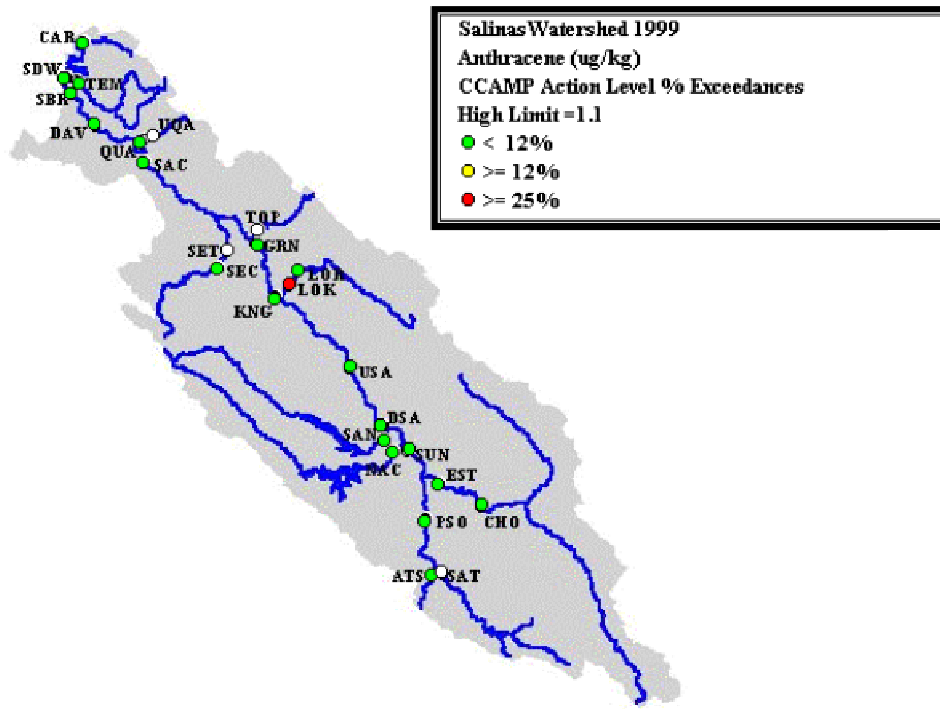 SalinasWatershed 1999
Anthracene (ug/kg)
CCAMP Action Level % Exceedances
High Limit =1.1
< 12%
>= 12%
>= 25%
CAR
SDW
TEM
SBR
DAV
UQA
QUA
SAC
TOP
SET
GRN
SEC
LOR
LOK
KNG
USA
DSA
SAN
SUN
NAC
EST
PSO
CHO
ATS
SAT